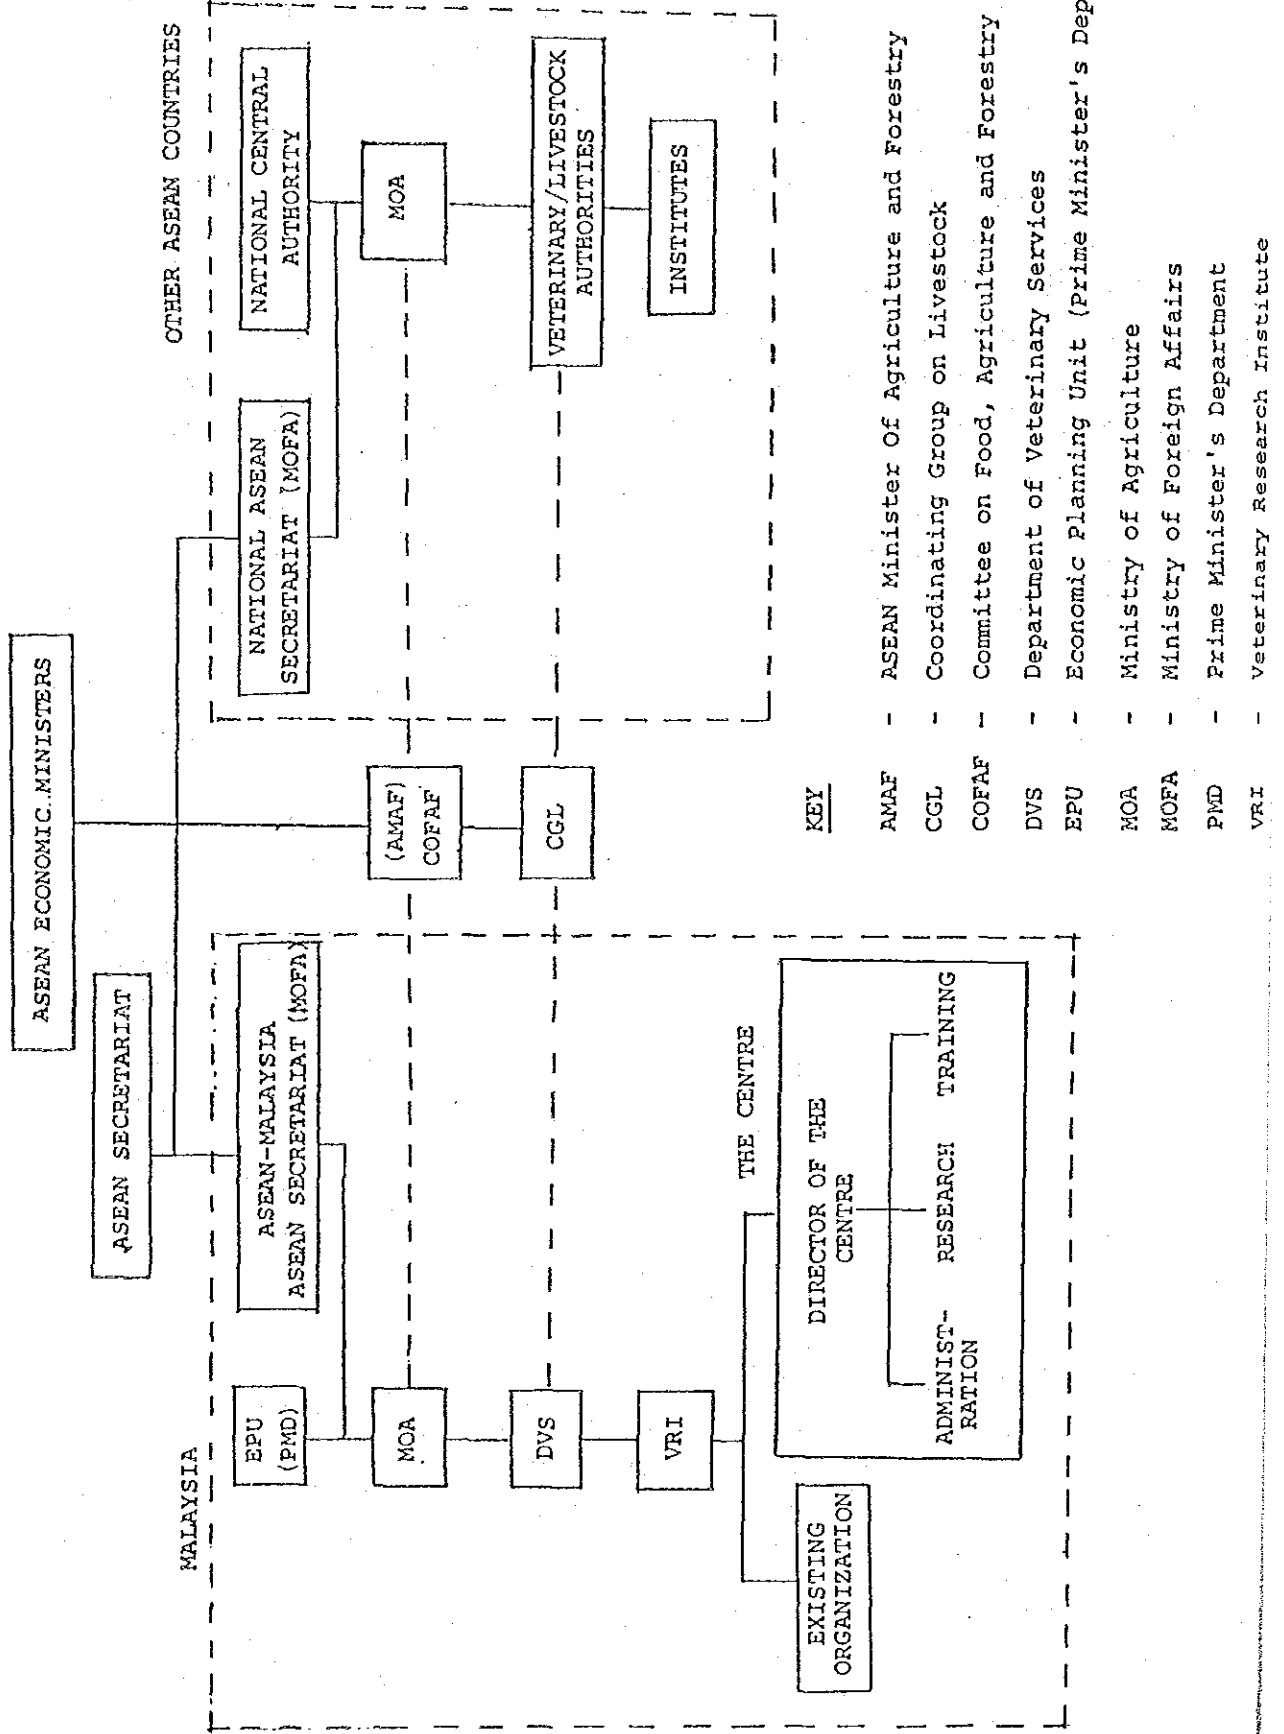 ASEAN ECONOMIC MINISTERS
ASEAN SECRETARIAT
MALAYSIA
EPU
(PMD)
ASEAN-MALAYSIA
ASEAN SECRETARIAT (MOFA)
MOA
DVS
VRI
EXISTING
ORGANIZATION
THE CENTRE
DIRECTOR OF THE
CENTRE
ADMINIST-
RATION
RESEARCH
TRAINING
(AMAF)
COFAF
CGL
OTHER ASEAN COUNTRIES
NATIONAL ASEAN
SECRETARIAT (MOFA)
NATIONAL CENTRAL
AUTHORITY
MOA
VETERINARY/LIVESTOCK
AUTHORITIES
INSTITUTES
KEY
AMAF - ASEAN Minister Of Agriculture and Forestry
CGL - Coordinating Group on Livestock
COFAF - Committee on Food, Agriculture and Forestry
DVS - Department of Veterinary Services
EPU - Economic Planning Unit (Prime Minister's Dep
MOA - Ministry of Agriculture
MOFA - Ministry of Foreign Affairs
PMD - Prime Minister's Department
VRI - Veterinary Research Institute